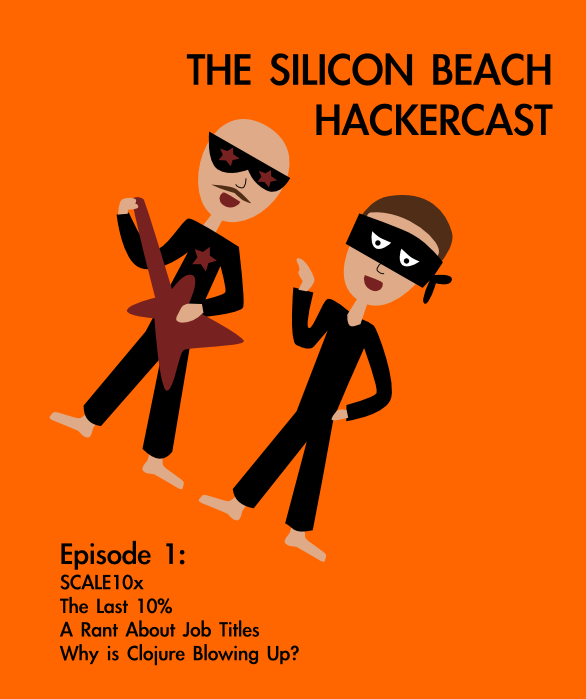 THE SILICON BEACH
HACKERCAST
Episode 1:
SCALE10x
The Last 10%
A Rant About Job Titles
Why is Clojure Blowing Up?